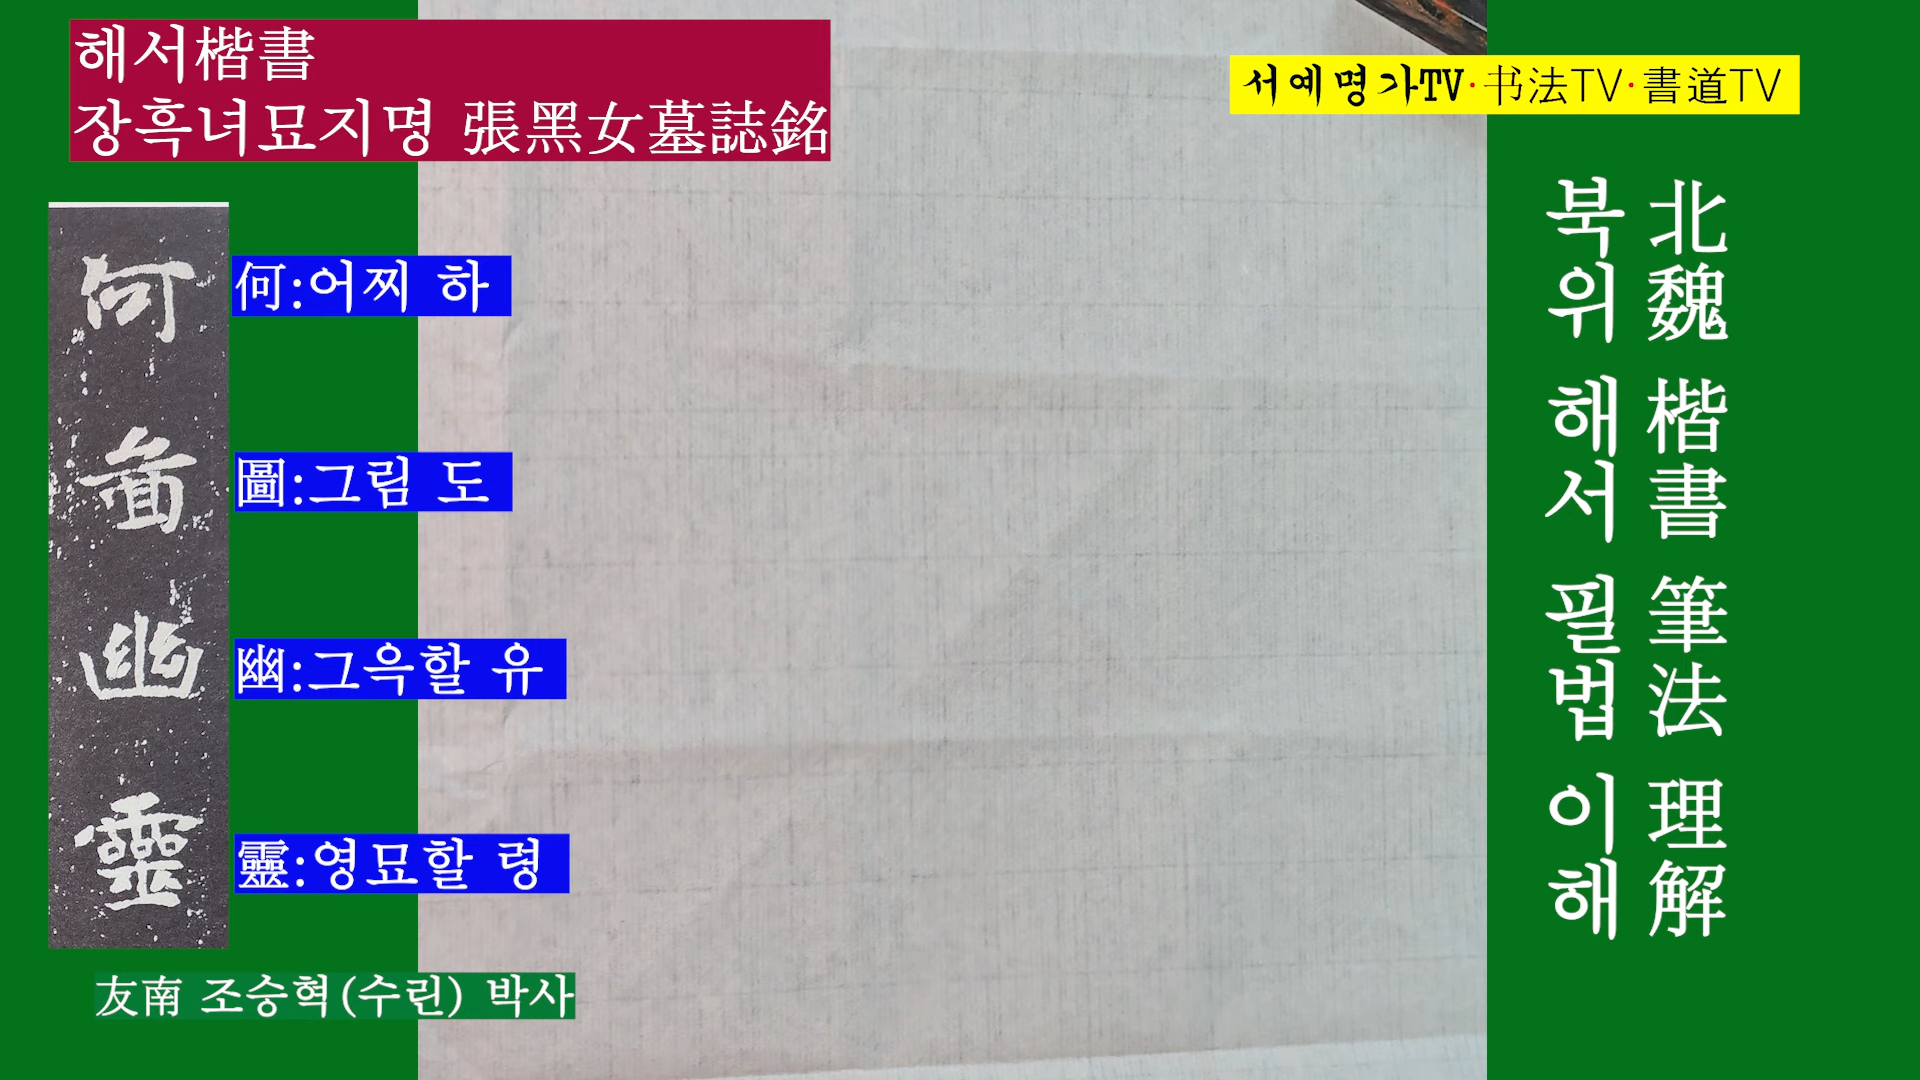 해서楷書
장흑녀묘지명 張黑女墓誌銘
서예명가TV·书法TV·書道TV
何圖幽靈
何:어찌 하
圖:그림 도
幽:그윽할 유
靈:영묘할 령
北魏 楷書 筆法 理解
북위 해서 필법 이해
友南 조승혁(수린) 박사